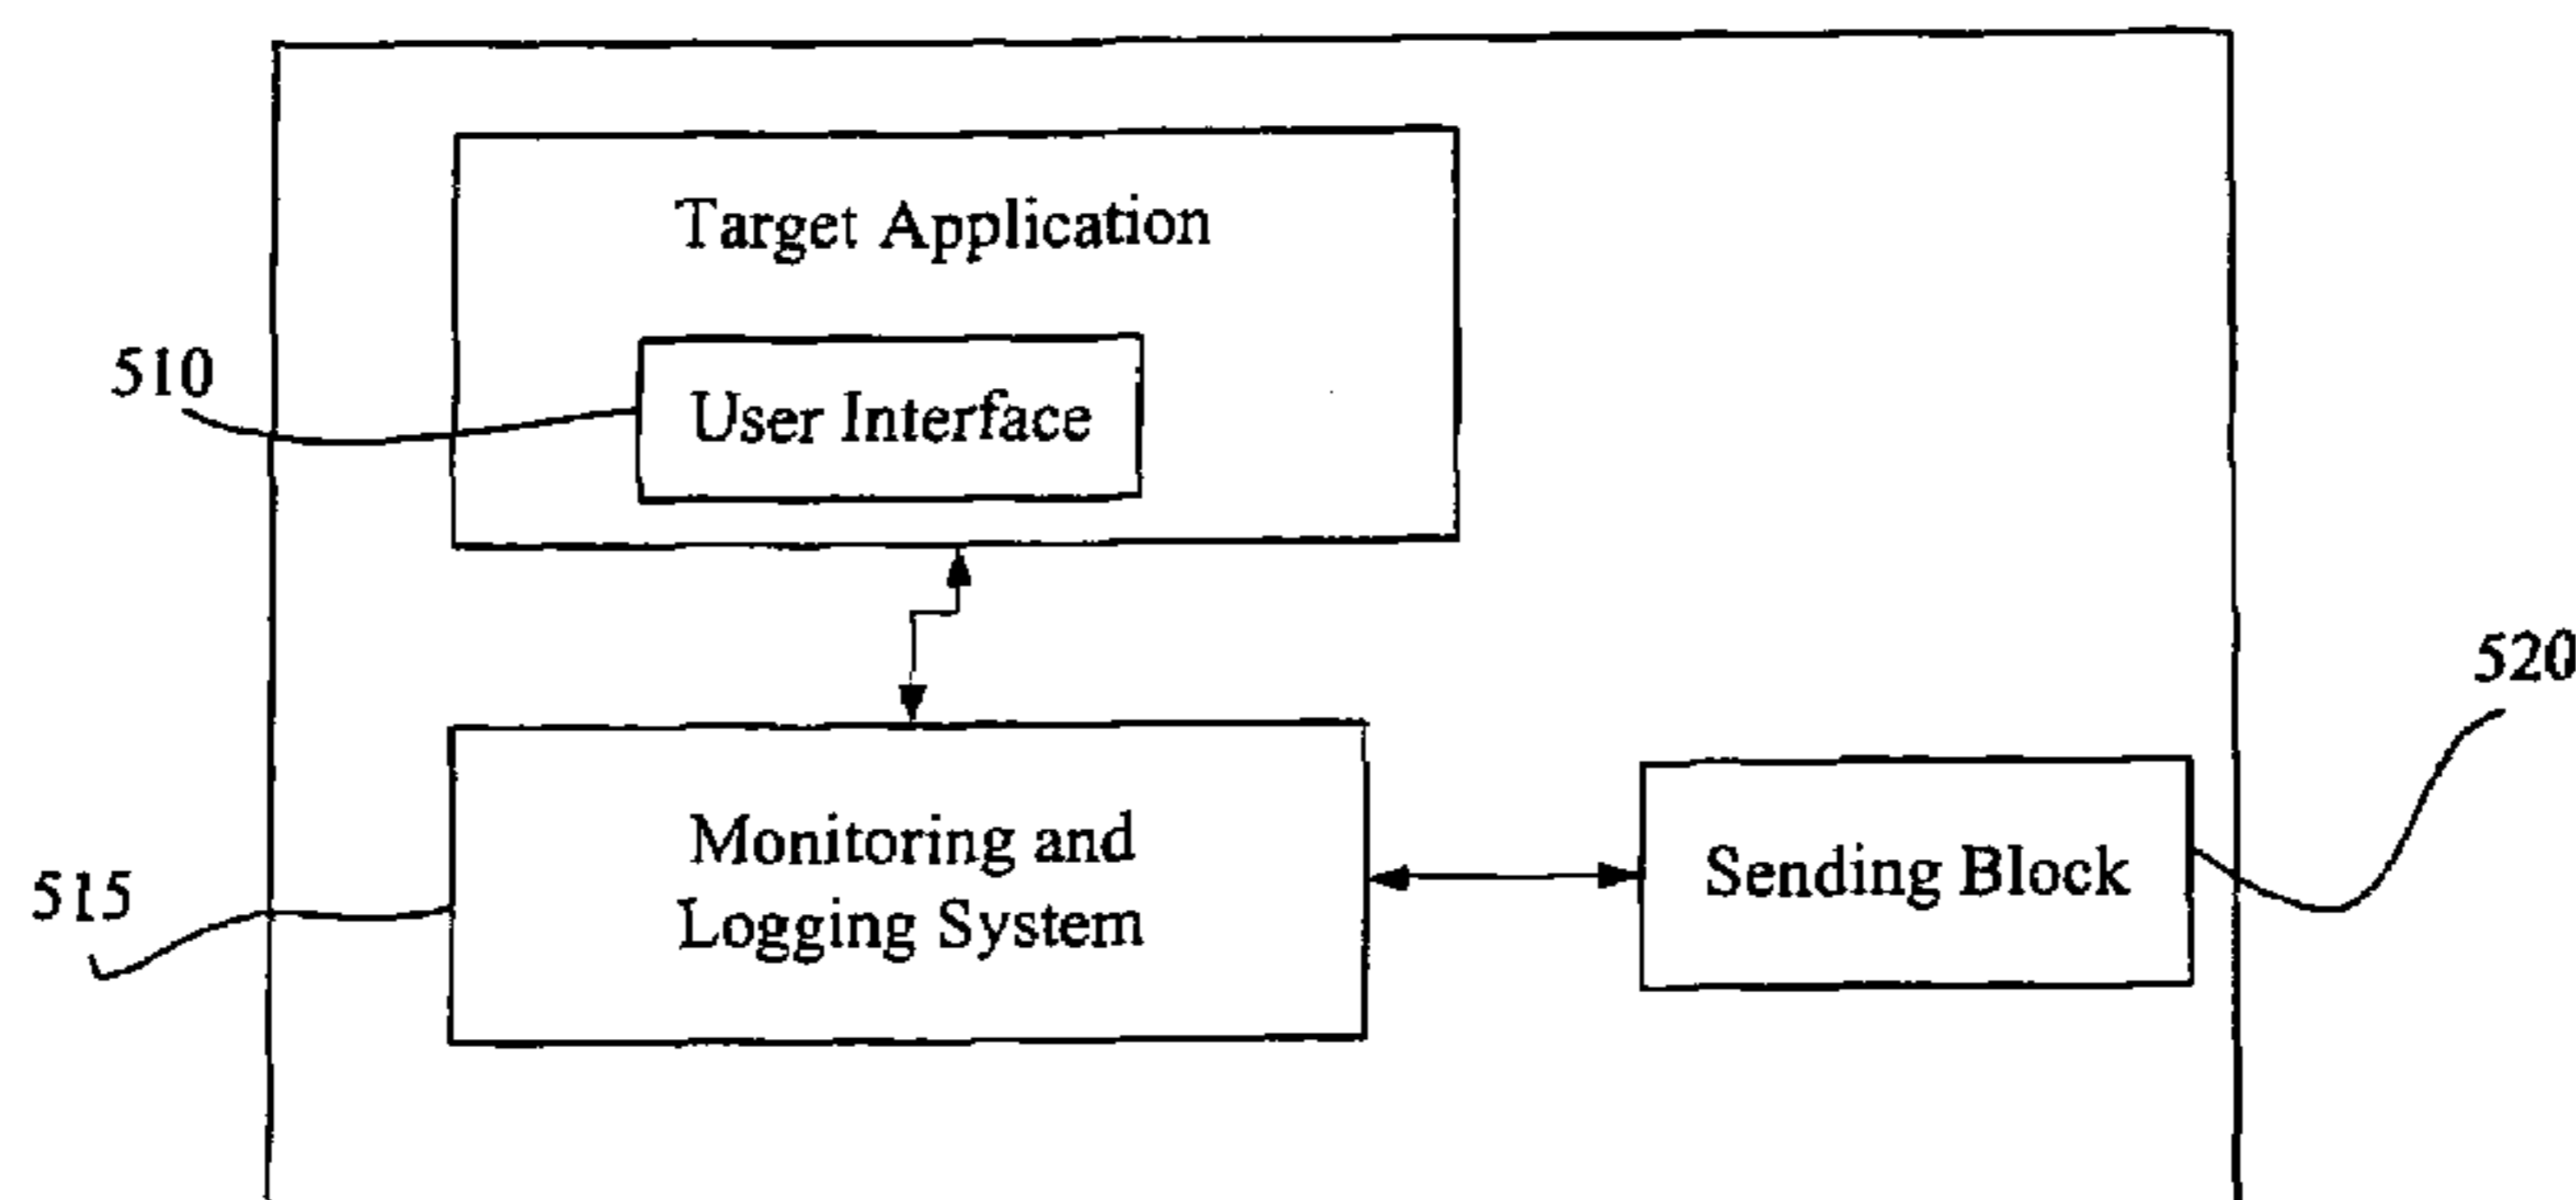 Target Application
510
User Interface
520
515
Monitoring and
Logging System
Sending Block